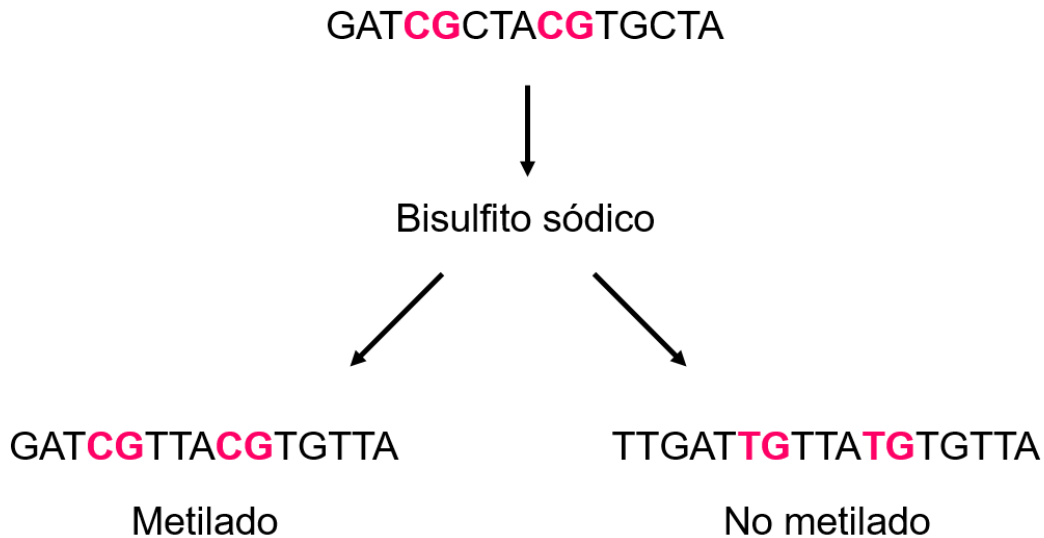 GATCGCTACGTGCTA
Bisulfito sódico
GATCGTTACGTGTTA
TTGATTGTTATGTGTTA
Metilado
No metilado